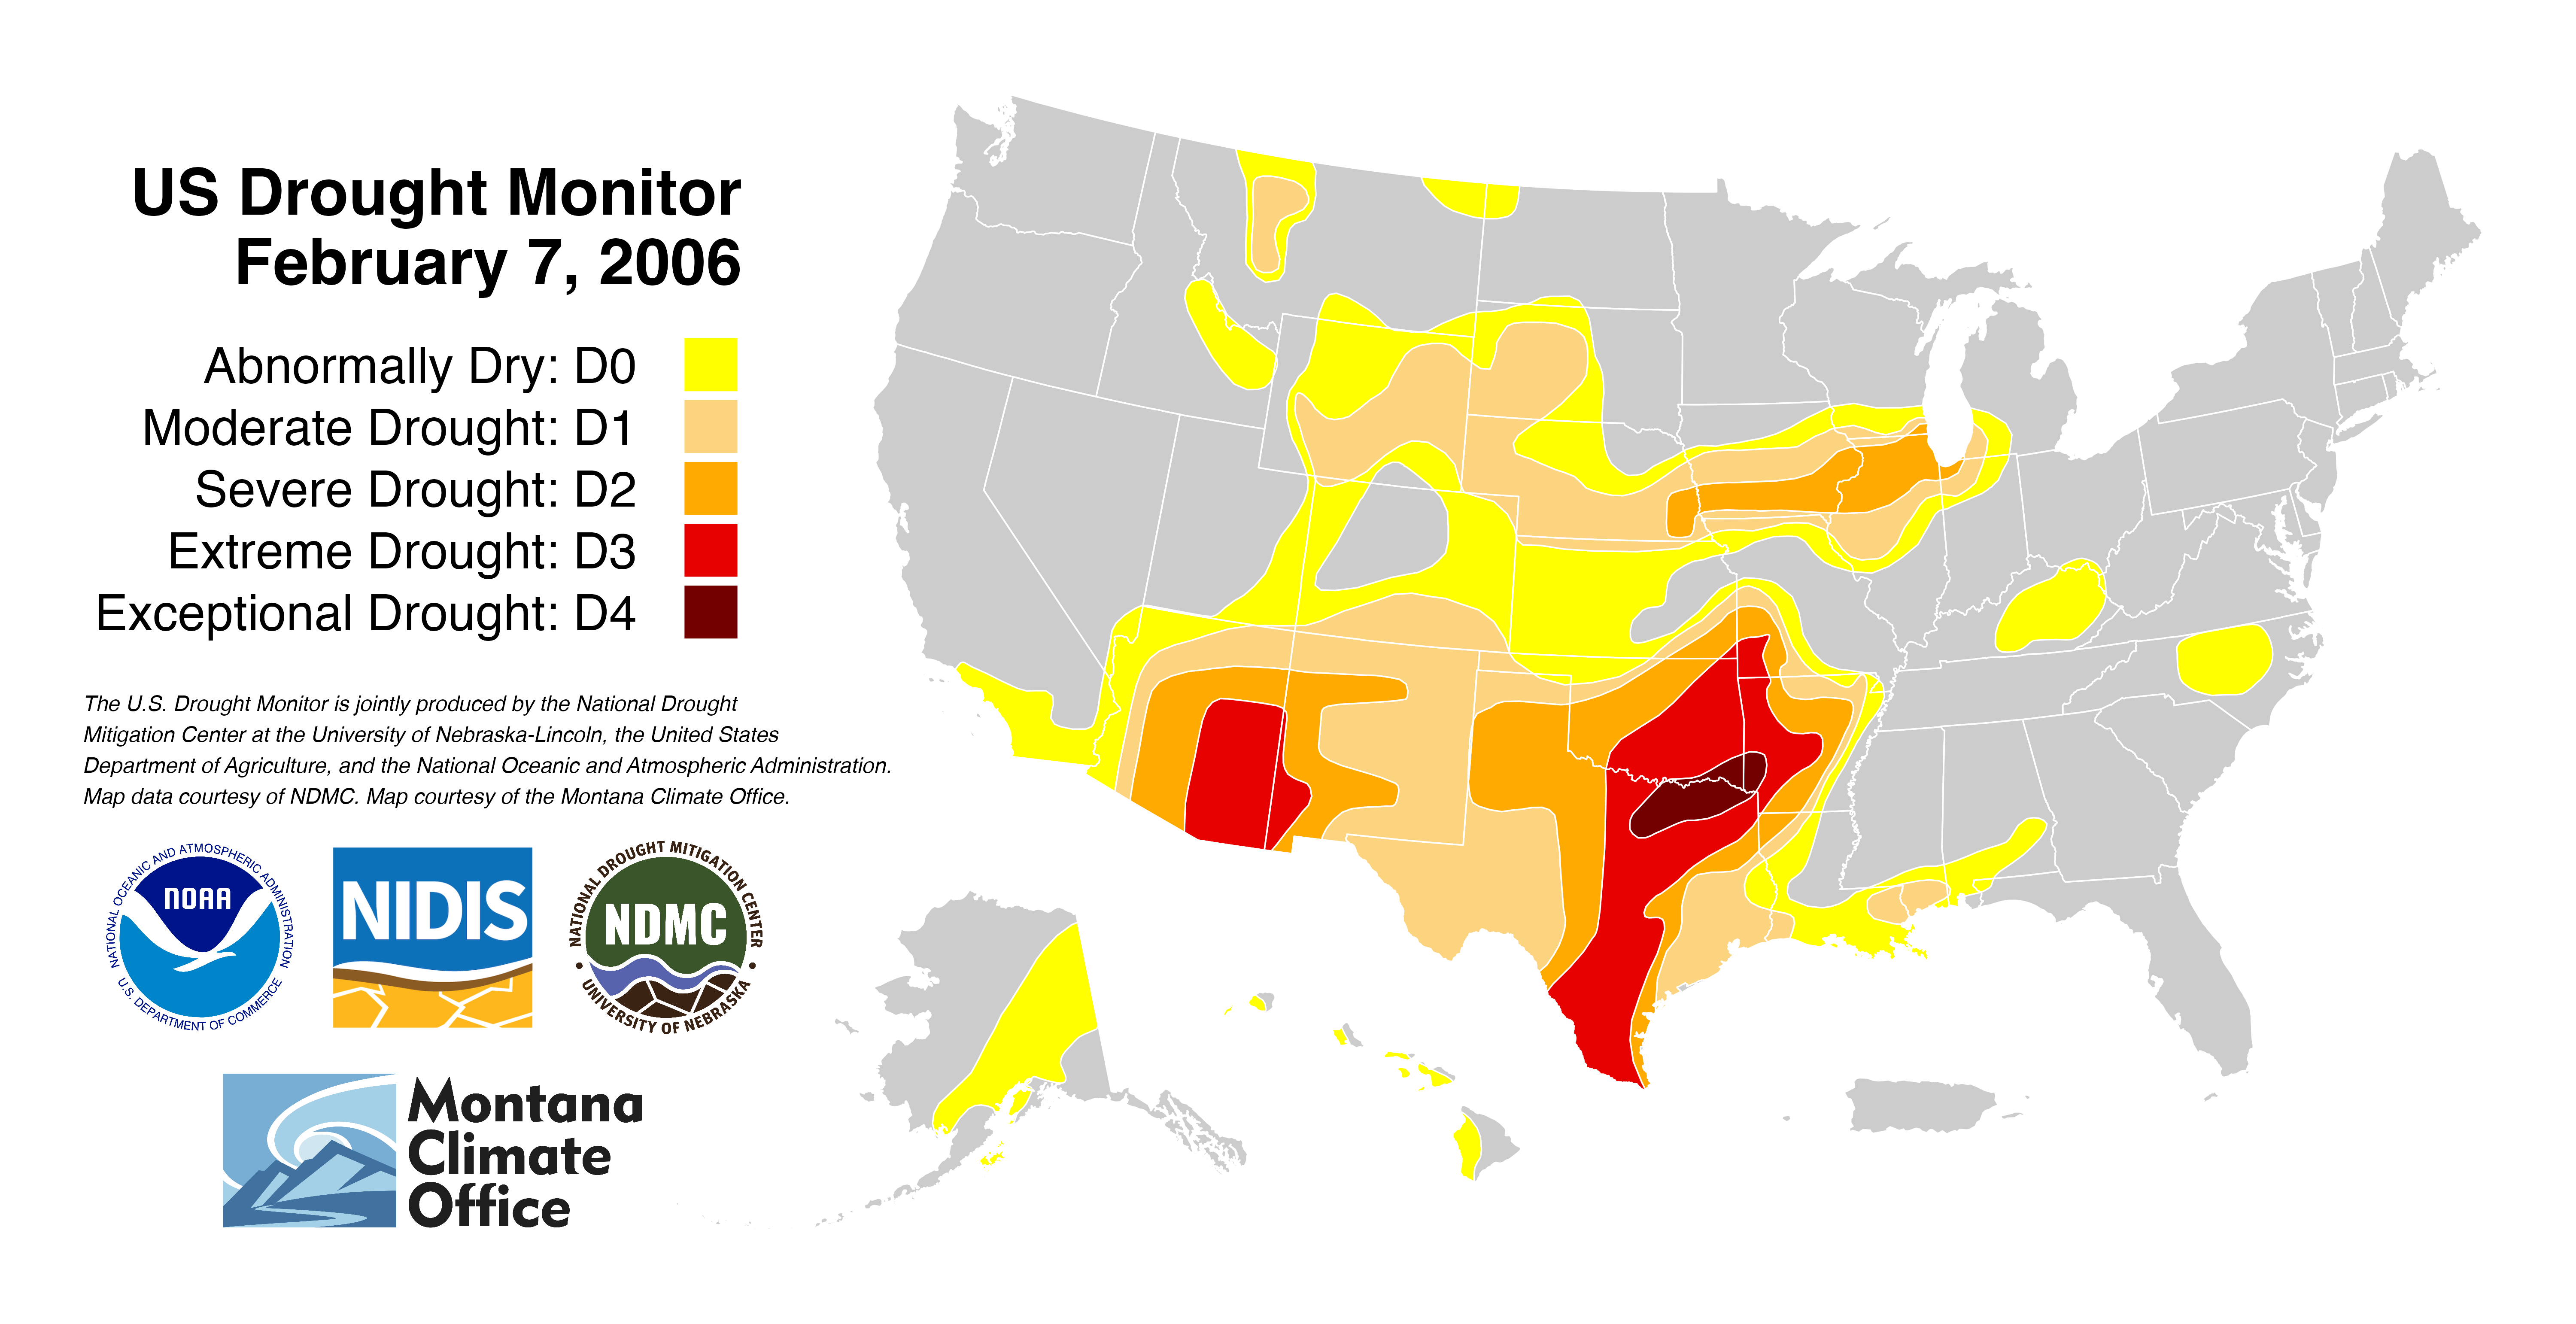 US Drought Monitor
February 7, 2006
Abnormally Dry: D0
Moderate Drought: D1
Severe Drought: D2
Extreme Drought: D3
Exceptional Drought: D4
The U.S. Drought Monitor is jointly produced by the National Drought
Mitigation Center at the University of Nebraska-Lincoln, the United States
Department of Agriculture, and the National Oceanic and Atmospheric Administration.
Map data courtesy of NDMC. Map courtesy of the Montana Climate Office.
NATIONAL OCEANIC AND ATMOSPHERIC ADMINISTRATION
NOAA
U.S. DEPARTMENT OF COMMERCE
NIDIS
NATIONAL DROUGHT MITIGATION CENTER
NDMC
• UNIVERSITY OF NEBRASKA •
Montana
Climate
Office